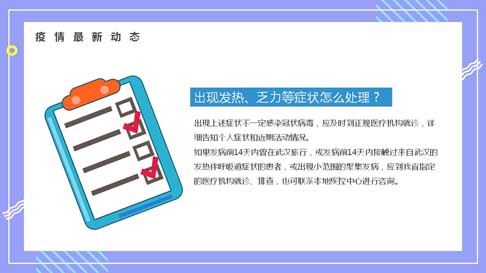 疫情最新动态
出现发热、乏力等症状怎么处理？
出现上述症状不一定感染冠状病毒，应及时到正规医疗机构就诊，详
细告知个人症状和近期活动情况。
如果发病前14天内曾在武汉旅行，或发病前14天内接触过来自武汉的
发热伴呼吸道症状的患者，或出现小范围的聚集发病，应到我省指定
的医疗机构就诊、排查，也可联系本地疾控中心进行咨询。